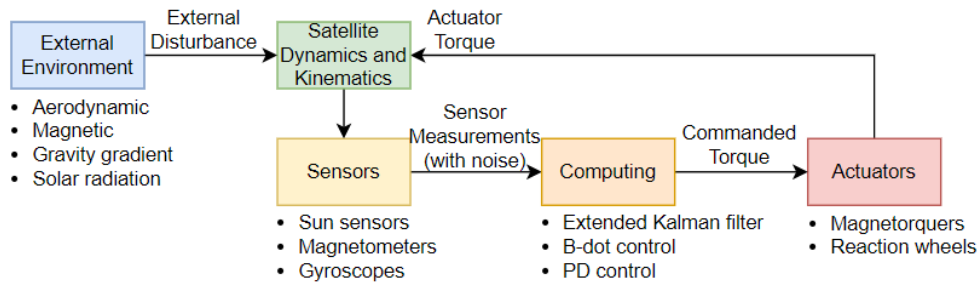 External
Environment
External
Disturbance
Satellite
Dynamics and
Kinematics
Actuator
Torque
• Aerodynamic
• Magnetic
• Gravity gradient
• Solar radiation
Sensors
Sensor
Measurements
(with noise)
Computing
Commanded
Torque
Actuators
• Sun sensors
• Magnetometers
• Gyroscopes
• Extended Kalman filter
• B-dot control
• PD control
• Magnetorquers
• Reaction wheels